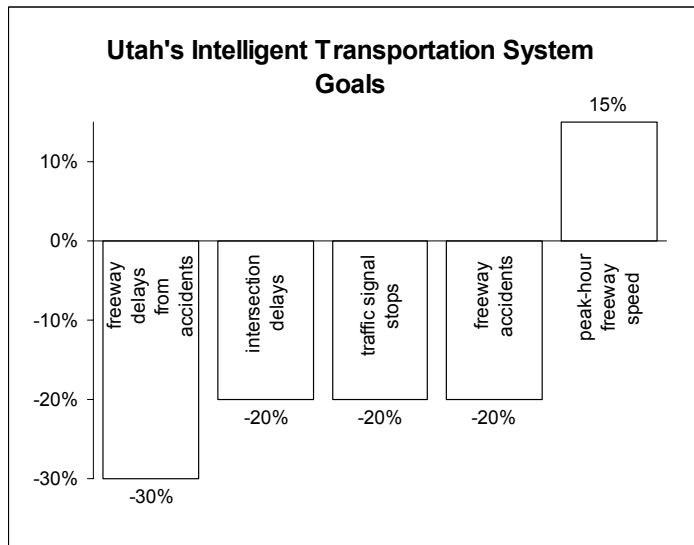 Utah's Intelligent Transportation System
Goals
15%
10%
0%
-10%
-20%
-30%
freeway
delays
from
accidents
intersection
delays
traffic signal
stops
freeway
accidents
peak-hour
freeway
speed
-20%
-20%
-20%
-30%